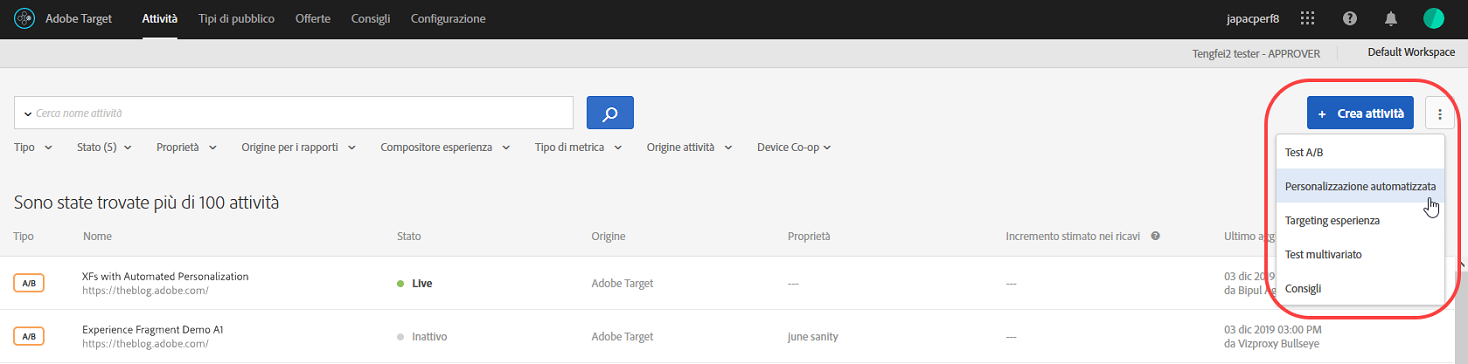 Adobe Target Attività Tipi di pubblico Offerte Consigli Configurazione japacperf8
Tengfei2 tester - APPROVER Default Workspace
Cerca nome attività + Crea attività
Tipo Stato (5) Proprietà Origine per i rapporti Compositore esperienza Tipo di metrica Origine attività Device Co-op
Test A/B
Personalizzazione automatizzata
Targeting esperienza
Test multivariato
Consigli
Sono state trovate più di 100 attività
Tipo Nome Stato Origine Proprietà Incremento stimato nei ricavi Ultimo
A/B XFs with Automated Personalization Live Adobe Target --- --- 03 dic 2019
https://theblog.adobe.com/ da Bipul
A/B Experience Fragment Demo A1 Inattivo Adobe Target june sanity --- 03 dic 2019 03:00 PM
https://theblog.adobe.com/ da Vizproxy Bullseye